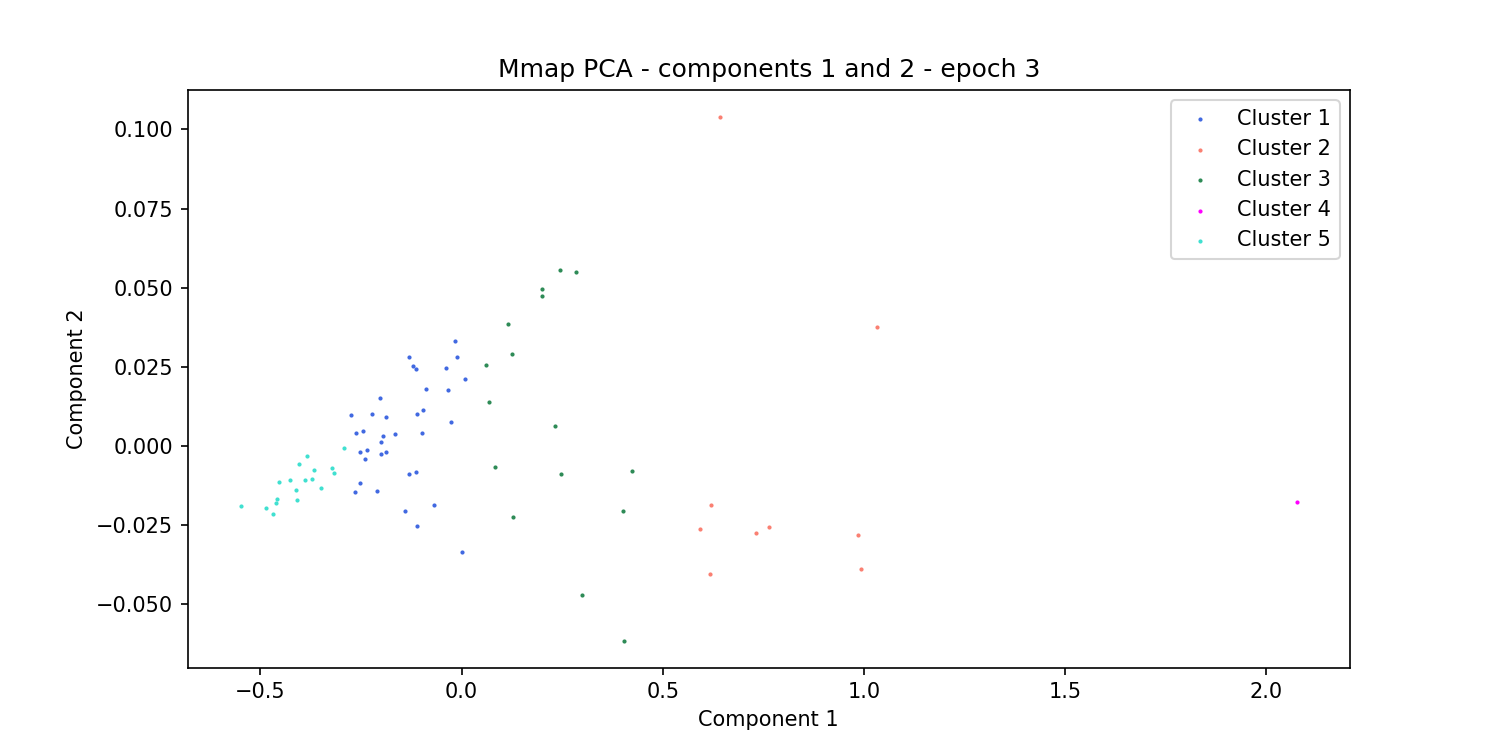 Mmap PCA - components 1 and 2 - epoch 3
Cluster 1
Cluster 2
Cluster 3
Cluster 4
Cluster 5
0.100
0.075
0.050
0.025
0.000
−0.025
−0.050
Component 2
−0.5
0.0
0.5
1.0
1.5
2.0
Component 1